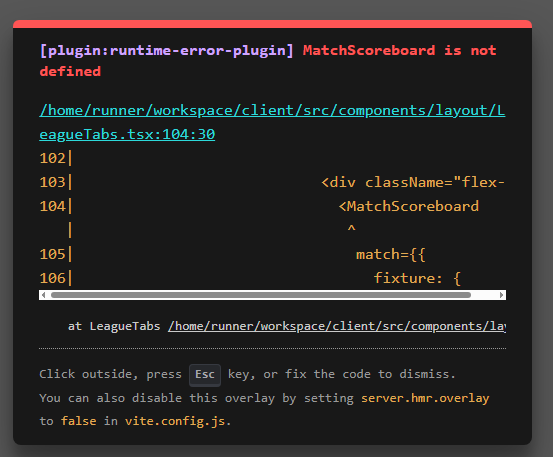 [plugin:runtime-error-plugin] MatchScoreboard is not
defined
/home/runner/workspace/client/src/components/layout/L
eagueTabs.tsx:104:30
102|
103|                             <div className="flex-
104|                               <MatchScoreboard
   |                                ^
105|                                 match={{
106|                                   fixture: {
at LeagueTabs /home/runner/workspace/client/src/components/lay
Click outside, press Esc key, or fix the code to dismiss.
You can also disable this overlay by setting server.hmr.overlay
to false in vite.config.js.